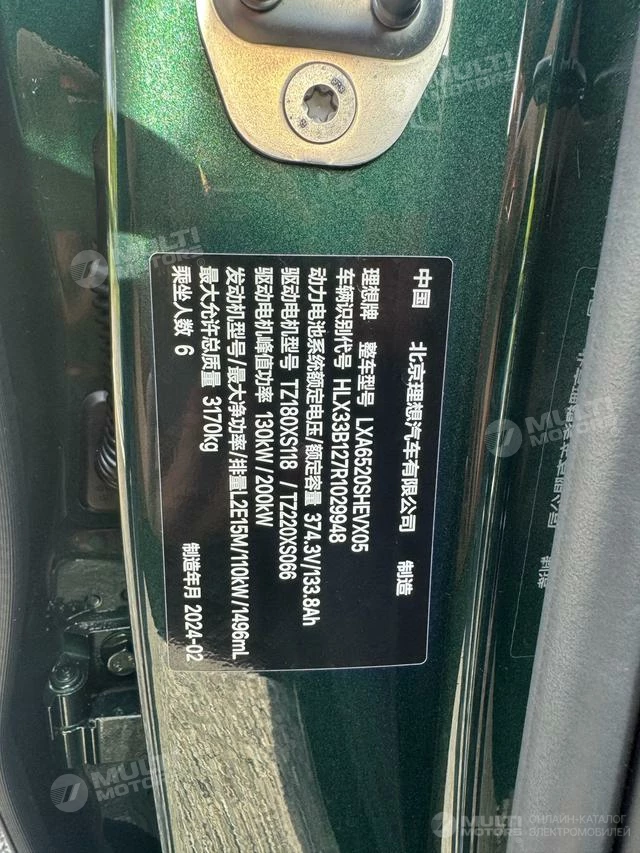 中国 北京理想汽车有限公司 制造
理想牌 整车型号 LXA6520SHEVX05
车辆识别代号 HLX33B127R1029948
动力电池系统额定电压/额定容量 374.3V/133.8Ah
驱动电机型号 TZ180XS118 /TZ220XS066
驱动电机峰值功率 130kW/200kW
发动机型号/最大净功率/排量L2E15M/110kW/1496mL
最大允许总质量 3170kg
乘坐人数 6 制造年月 2024-02
MULTI MOTORS
MULTI MOTORS
MULTI MOTORS
MULTI MOTORS
MULTI MOTORS
MULTI MOTORS ОНЛАЙН-КАТАЛОГ ЭЛЕКТРОМОБИЛЕЙ